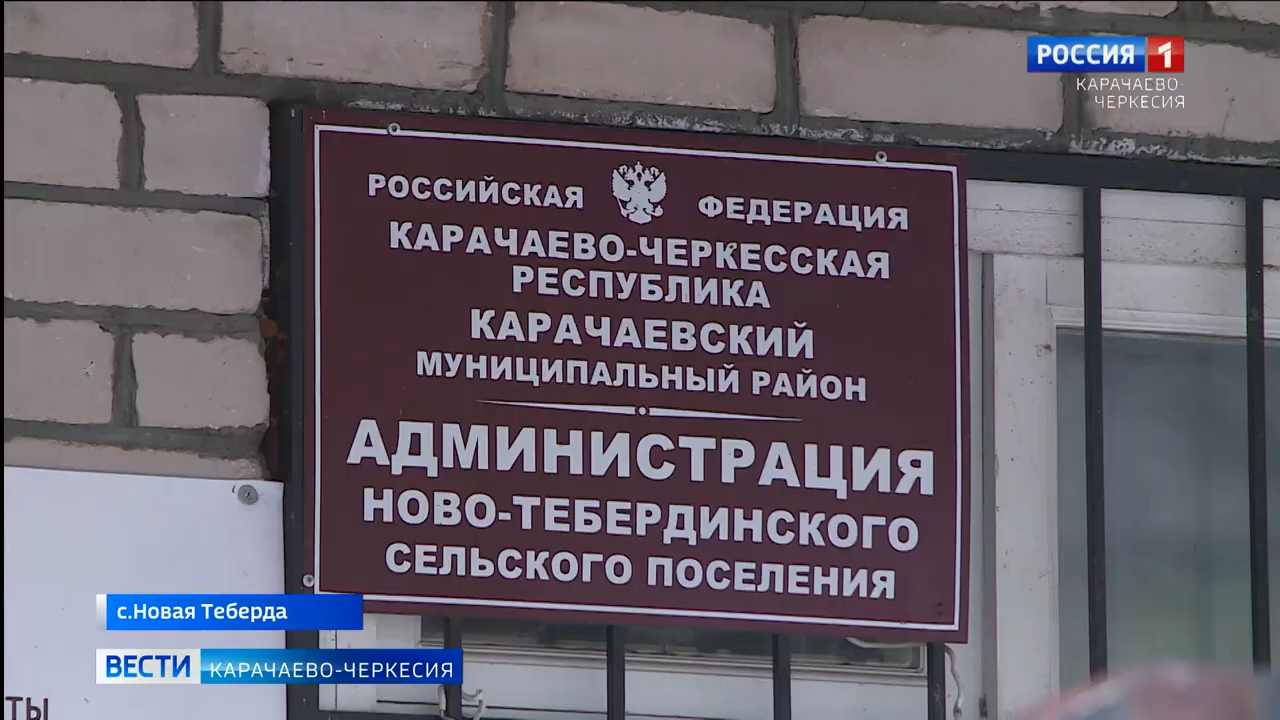 РОССИЯ 1
КАРАЧАЕВО-
ЧЕРКЕСИЯ
РОССИЙСКАЯ ФЕДЕРАЦИЯ
КАРАЧАЕВО-ЧЕРКЕССКАЯ
РЕСПУБЛИКА
КАРАЧАЕВСКИЙ
МУНИЦИПАЛЬНЫЙ РАЙОН
АДМИНИСТРАЦИЯ
НОВО-ТЕБЕРДИНСКОГО
СЕЛЬСКОГО ПОСЕЛЕНИЯ
с.Новая Теберда
ВЕСТИ КАРАЧАЕВО-ЧЕРКЕСИЯ